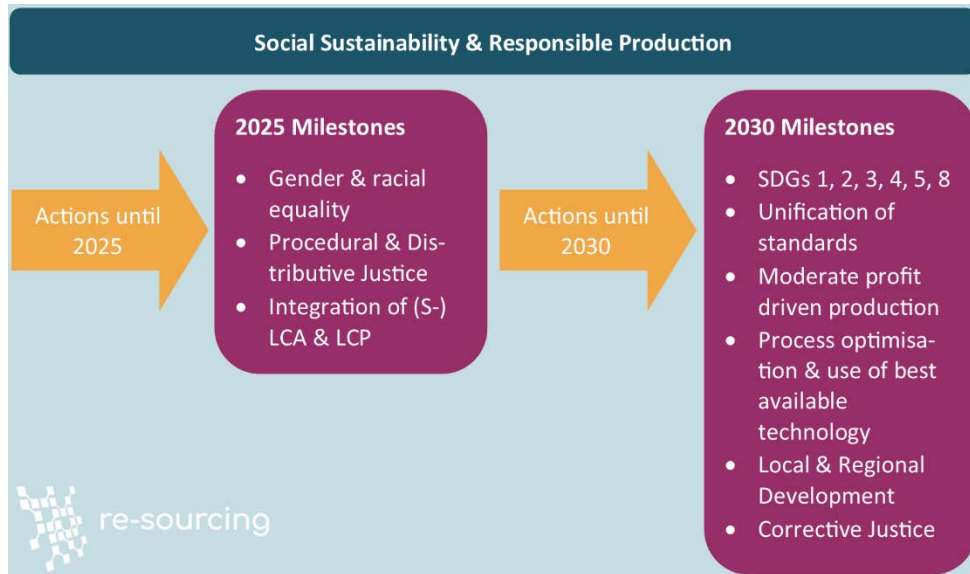 Social Sustainability & Responsible Production
Actions until
2025
2025 Milestones
• Gender & racial
equality
• Procedural & Dis-
tributive Justice
• Integration of (S-)
LCA & LCP
Actions until
2030
2030 Milestones
• SDGs 1, 2, 3, 4, 5, 8
• Unification of
standards
• Moderate profit
driven production
• Process optimisa-
tion & use of best
available
technology
• Local & Regional
Development
• Corrective Justice
re-sourcing